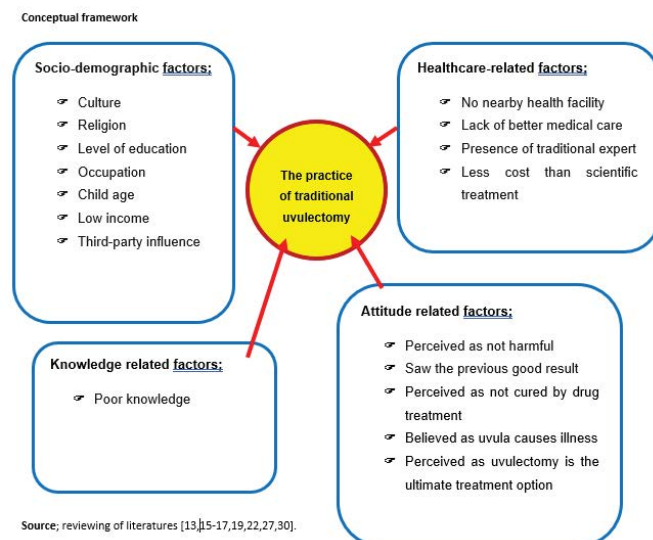 Conceptual framework
Socio-demographic factors;
☞ Culture
☞ Religion
☞ Level of education
☞ Occupation
☞ Child age
☞ Low income
☞ Third-party influence
Healthcare-related factors;
☞ No nearby health facility
☞ Lack of better medical care
☞ Presence of traditional expert
☞ Less cost than scientific
treatment
The practice
of traditional
uvulectomy
Knowledge related factors;
☞ Poor knowledge
Attitude related factors;
☞ Perceived as not harmful
☞ Saw the previous good result
☞ Perceived as not cured by drug
treatment
☞ Believed as uvula causes illness
☞ Perceived as uvulectomy is the
ultimate treatment option
Source; reviewing of literatures [13,15-17,19,22,27,30].